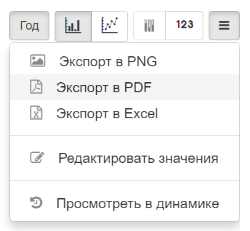 Год 123
Экспорт в PNG
Экспорт в PDF
Экспорт в Excel
Редактировать значения
Просмотреть в динамике